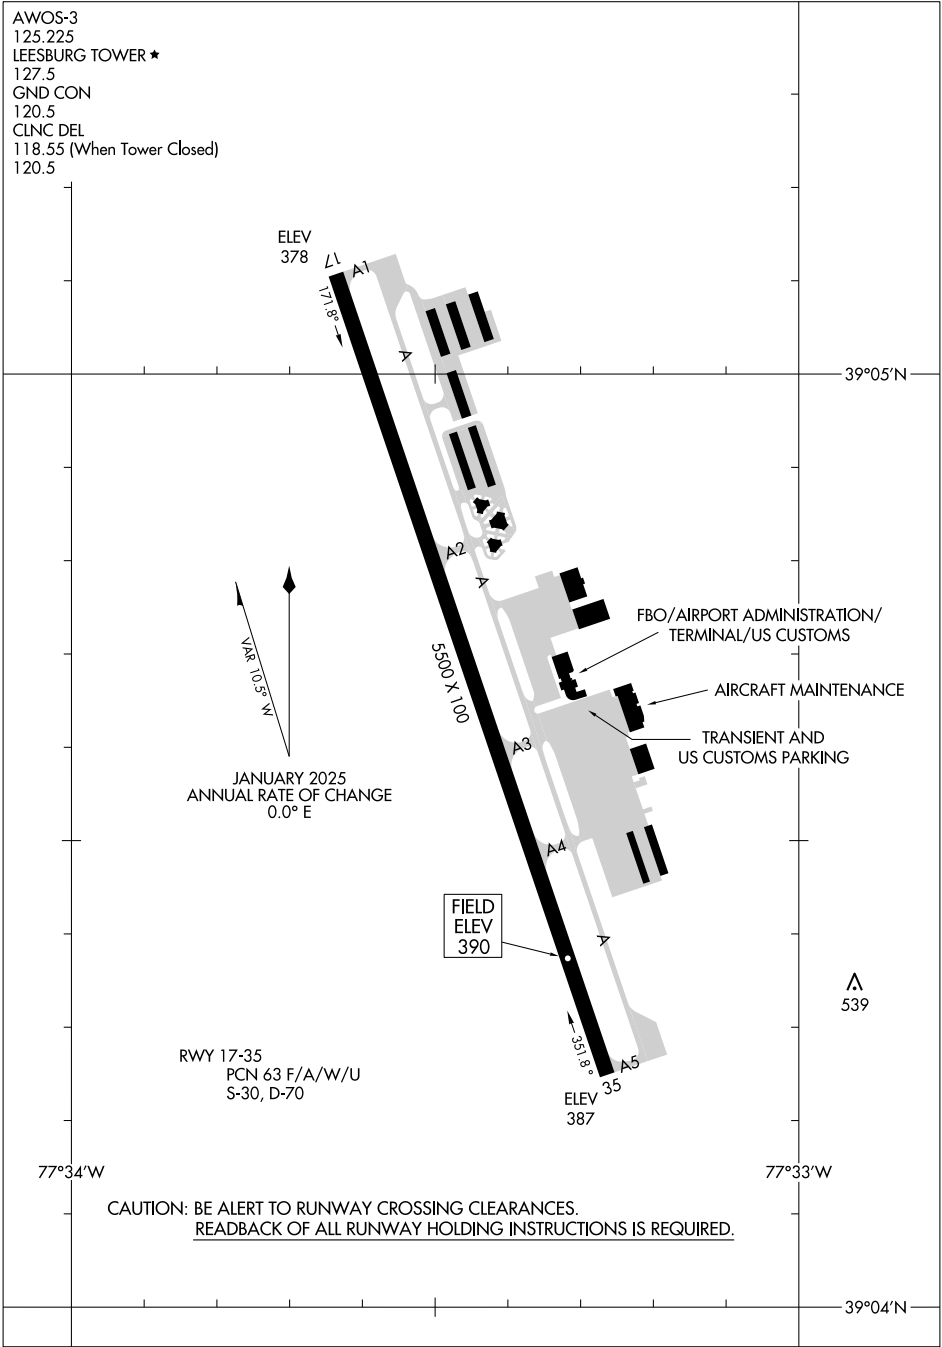 AWOS-3
125.225
LEESBURG TOWER ★
127.5
GND CON
120.5
CLNC DEL
118.55 (When Tower Closed)
120.5
ELEV
378
17
A1
171.8°
A
39°05'N
A2
A
FBO/AIRPORT ADMINISTRATION/
TERMINAL/US CUSTOMS
VAR 10.5° W
5500 X 100
AIRCRAFT MAINTENANCE
A3
TRANSIENT AND
US CUSTOMS PARKING
JANUARY 2025
ANNUAL RATE OF CHANGE
0.0° E
A4
FIELD
ELEV
390
A
539
351.8°
RWY 17-35
PCN 63 F/A/W/U
S-30, D-70
A5
35
ELEV
387
77°34'W
77°33'W
CAUTION: BE ALERT TO RUNWAY CROSSING CLEARANCES.
READBACK OF ALL RUNWAY HOLDING INSTRUCTIONS IS REQUIRED.
39°04'N